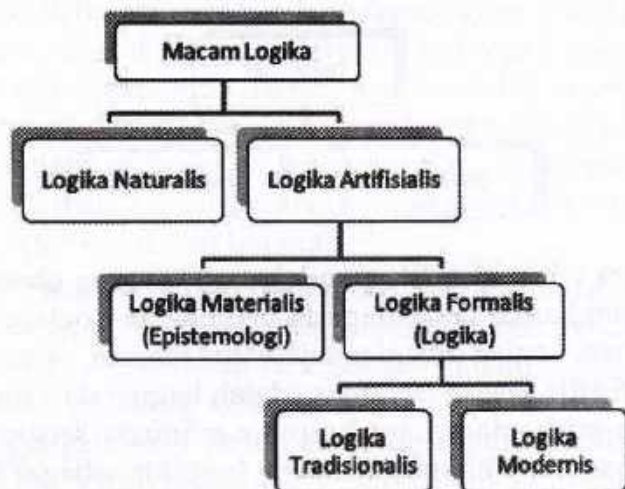 Macam Logika
Logika Naturalis
Logika Artifisialis
Logika Materialis
(Epistemologi)
Logika Formalis
(Logika)
Logika
Tradisionalis
Logika
Modernis